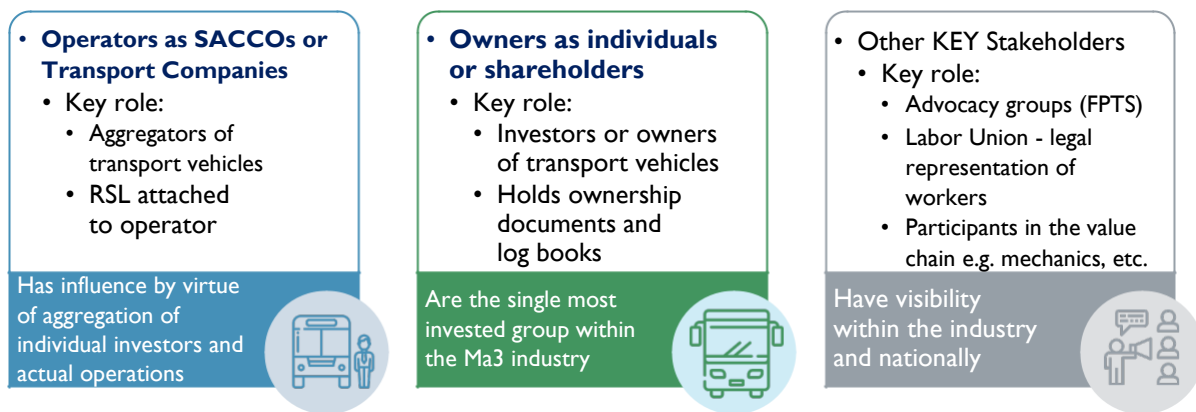 • Operators as SACCOs or
Transport Companies
• Key role:
• Aggregators of
transport vehicles
• RSL attached
to operator
Has influence by virtue
of aggregation of
individual investors and
actual operations
• Owners as individuals
or shareholders
• Key role:
• Investors or owners
of transport vehicles
• Holds ownership
documents and
log books
Are the single most
invested group within
the Ma3 industry
• Other KEY Stakeholders
• Key role:
• Advocacy groups (FPTS)
• Labor Union - legal
representation of
workers
• Participants in the value
chain e.g. mechanics, etc.
Have visibility
within the industry
and nationally